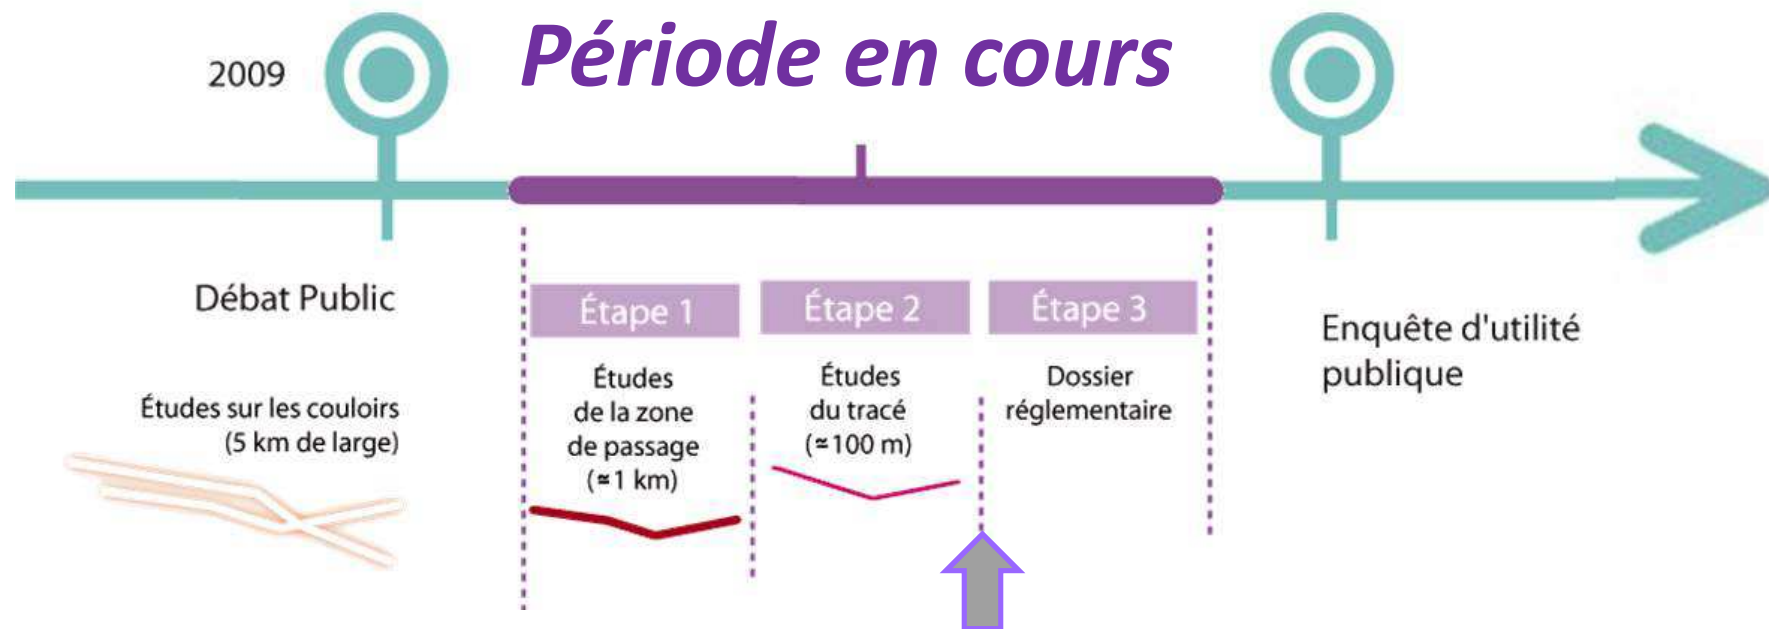 Période en cours
2009
Débat Public
Études sur les couloirs
(5 km de large)
Étape 1
Études
de la zone
de passage
(≃1 km)
Étape 2
Études
du tracé
(≃100 m)
Étape 3
Dossier
réglementaire
Enquête d'utilité
publique